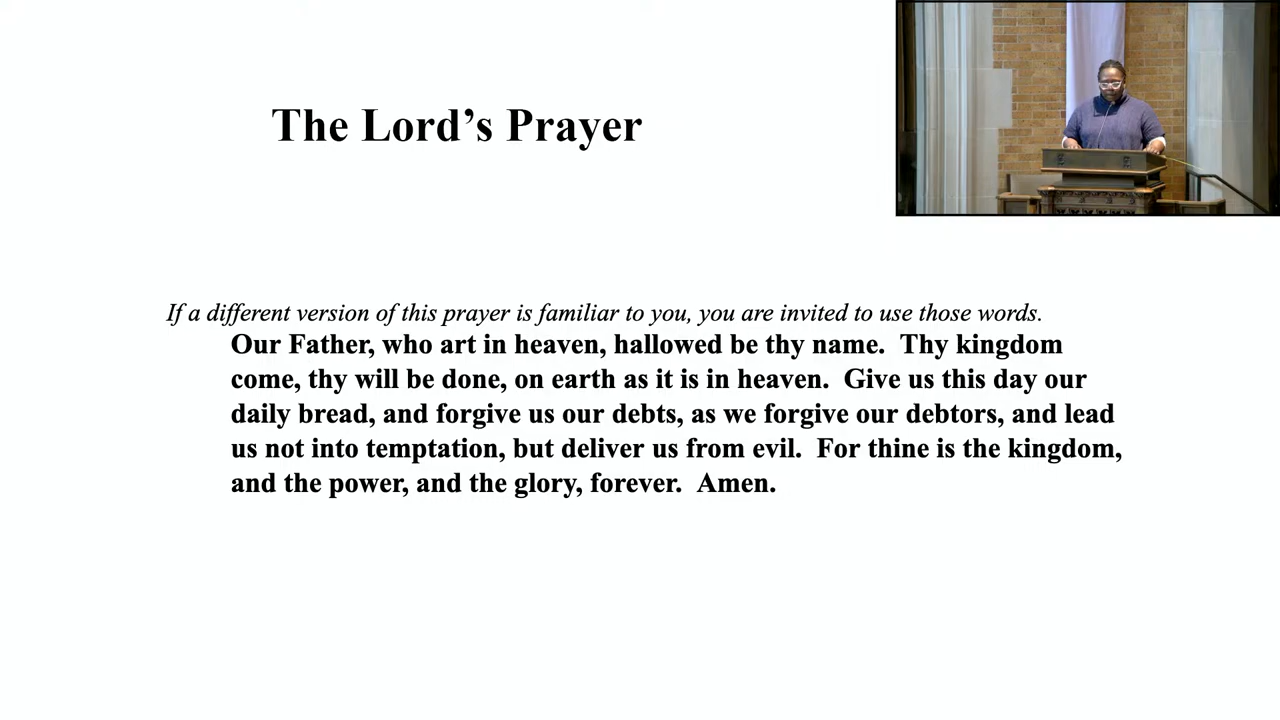 The Lord’s Prayer
If a different version of this prayer is familiar to you, you are invited to use those words.
Our Father, who art in heaven, hallowed be thy name.  Thy kingdom
come, thy will be done, on earth as it is in heaven.  Give us this day our
daily bread, and forgive us our debts, as we forgive our debtors, and lead
us not into temptation, but deliver us from evil.  For thine is the kingdom,
and the power, and the glory, forever.  Amen.